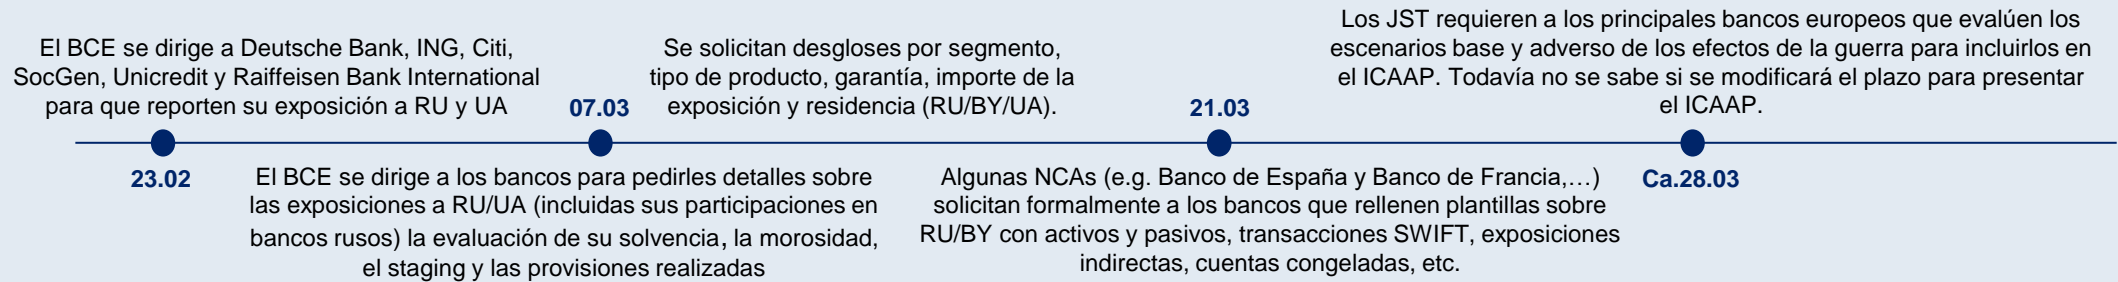 El BCE se dirige a Deutsche Bank, ING, Citi,
SocGen, Unicredit y Raiffeisen Bank International
para que reporten su exposición a RU y UA
23.02
07.03
El BCE se dirige a los bancos para pedirles detalles sobre
las exposiciones a RU/UA (incluidas sus participaciones en
bancos rusos) la evaluación de su solvencia, la morosidad,
el staging y las provisiones realizadas
Se solicitan desgloses por segmento,
tipo de producto, garantía, importe de la
exposición y residencia (RU/BY/UA).
21.03
Algunas NCAs (e.g. Banco de España y Banco de Francia,…)
solicitan formalmente a los bancos que rellenen plantillas sobre
RU/BY con activos y pasivos, transacciones SWIFT, exposiciones
indirectas, cuentas congeladas, etc.
Los JST requieren a los principales bancos europeos que evalúen los
escenarios base y adverso de los efectos de la guerra para incluirlos en
el ICAAP. Todavía no se sabe si se modificará el plazo para presentar
el ICAAP.
Ca.28.03